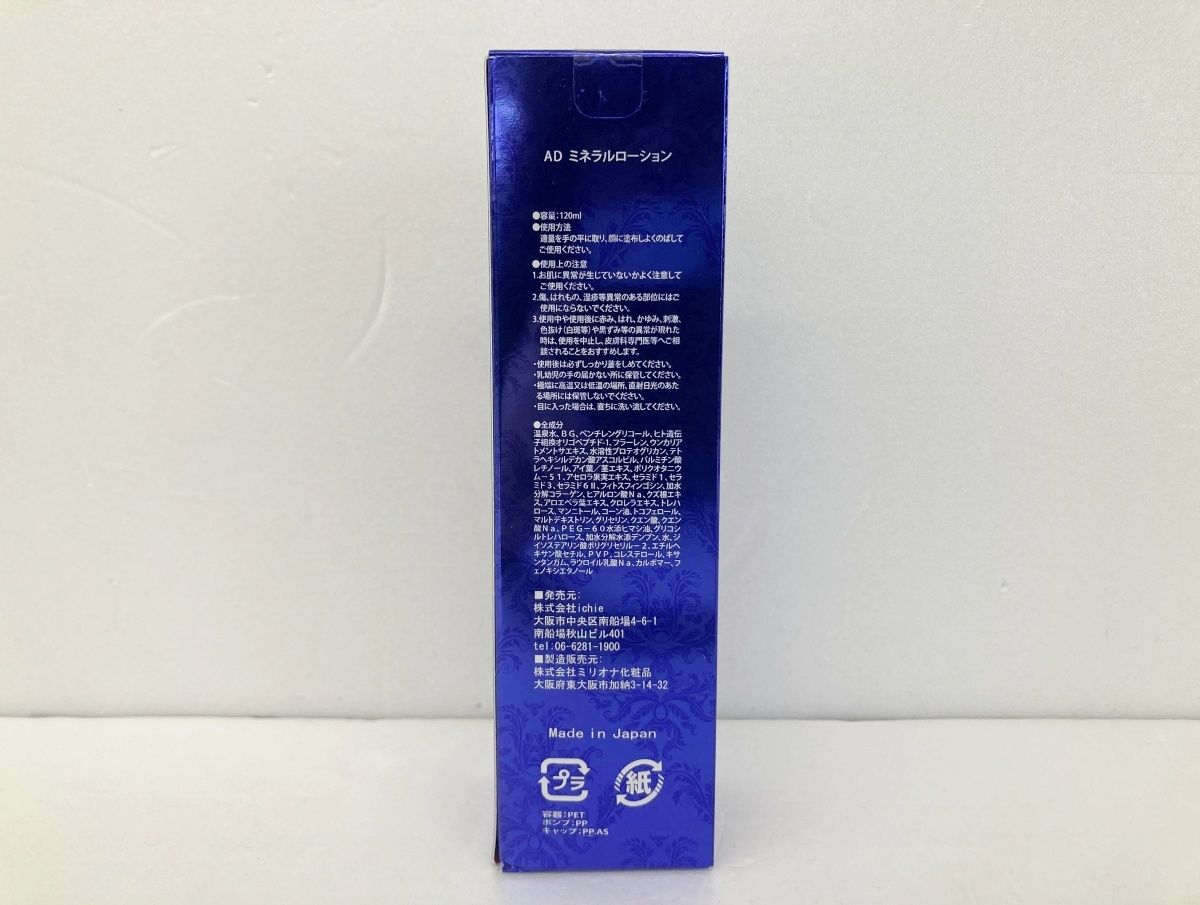 AD ミネラルローション
●容量:120ml
●使用方法
適量を手の平に取り、顔に塗布しよくのばして
ご使用ください。
●使用上の注意
1.お肌に異常が生じていないかよく注意して
ご使用ください。
2.傷、はれもの、湿疹等異常のある部位にはご
使用にならないでください。
3.使用中や使用後に赤み、はれ、かゆみ、刺激、
色抜け(白斑等)や黒ずみ等の異常が現れた
時は、使用を中止し、皮膚科専門医等へご相
談されることをおすすめします。
・使用後は必ずしっかり蓋をしめてください。
・乳幼児の手の届かない所に保管してください。
・極端に高温又は低温の場所、直射日光のあた
る場所には保管しないでください。
・目に入った場合は、直ちに洗い流してください。
●全成分
温泉水、BG、ペンチレングリコール、ヒト遺伝
子組換オリゴペプチド-1、フラーレン、ウンカリア
トメントサエキス、水溶性プロテオグリカン、テト
ラヘキシルデカン酸アスコルビル、パルミチン酸
レチノール、アイ葉/茎エキス、ポリクオタニウ
ム-51、アセロラ果実エキス、セラミド1、セラ
ミド3、セラミド6Ⅱ、フィトスフィンゴシン、加水
分解コラーゲン、ヒアルロン酸Na、クズ根エキ
ス、アロエベラ葉エキス、クロレラエキス、トレハ
ロース、マンニトール、コーン油、トコフェロール、
マルトデキストリン、グリセリン、クエン酸、クエン
酸Na、PEG-60水添ヒマシ油、グリコシ
ルトレハロース、加水分解水添デンプン、水、ジ
イソステアリン酸ポリグリセリル-2、エチルヘ
キサン酸セチル、PVP、コレステロール、キサ
ンタンガム、ラウロイル乳酸Na、カルボマー、フ
ェノキシエタノール
■発売元:
株式会社ichie
大阪市中央区南船場4-6-1
南船場秋山ビル401
tel:06-6281-1900
■製造販売元:
株式会社ミリオナ化粧品
大阪府東大阪市加納3-14-32
Made in Japan
プラ 紙
容器:PET
ポンプ:PP
キャップ:PP.AS